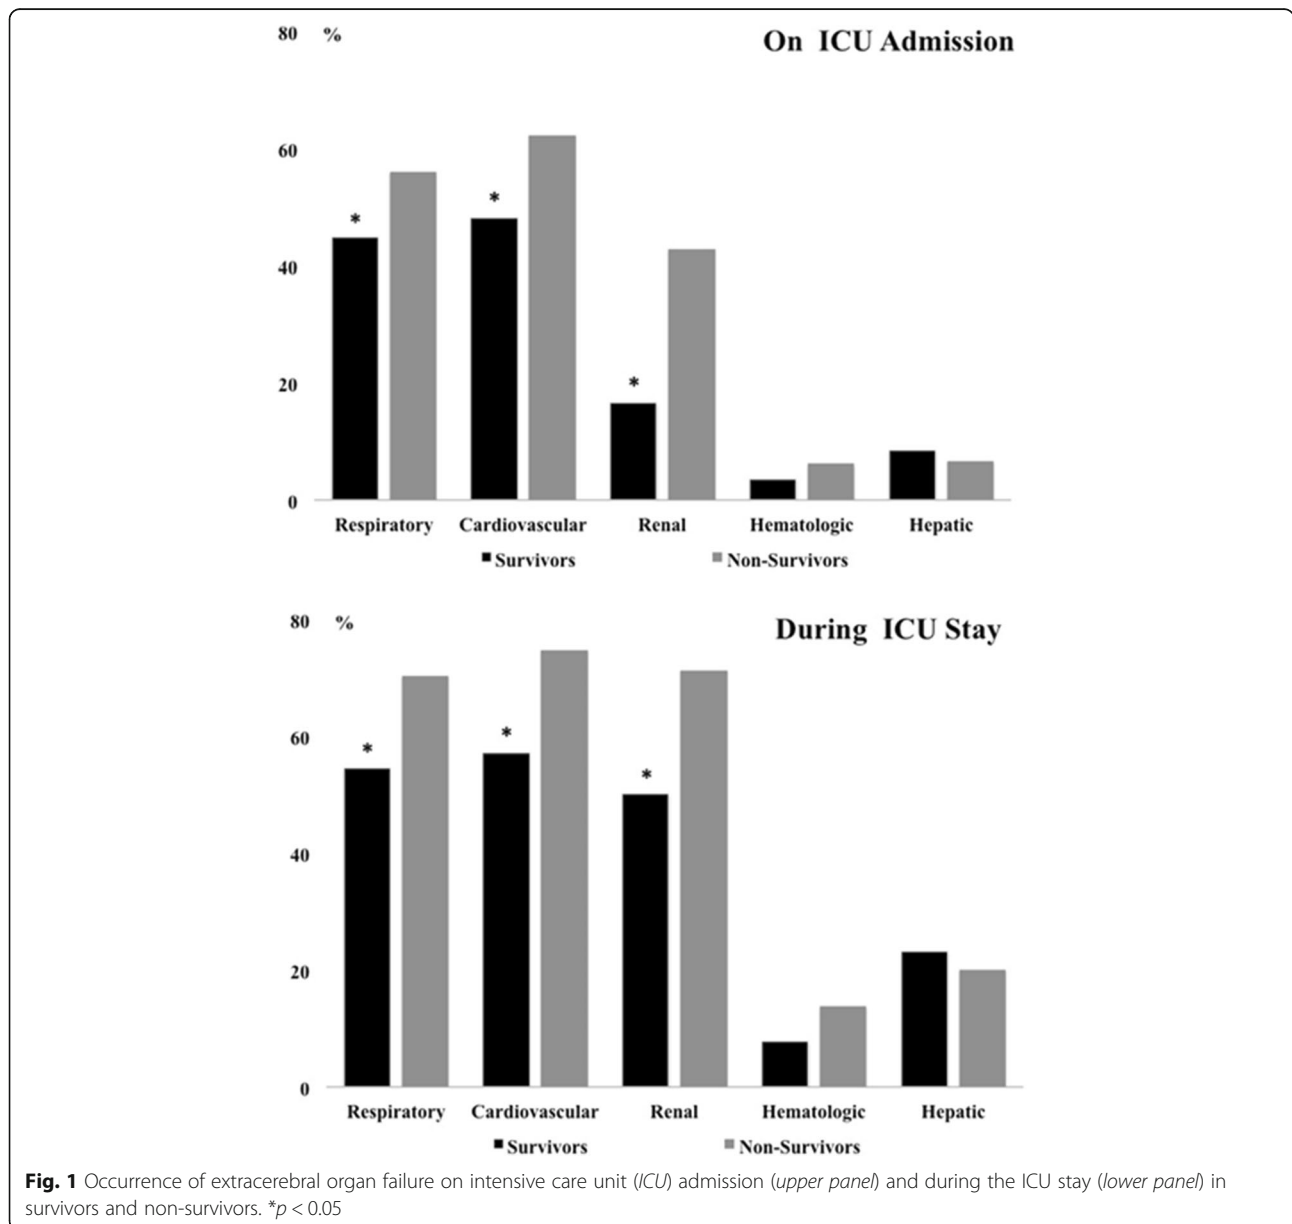 80 %
On ICU Admission
60
40
20
0
* * *
Respiratory Cardiovascular Renal Hematologic Hepatic
Survivors Non-Survivors
80 %
During ICU Stay
60
40
20
0
* * *
Respiratory Cardiovascular Renal Hematologic Hepatic
Survivors Non-Survivors
Fig. 1 Occurrence of extracerebral organ failure on intensive care unit (ICU) admission (upper panel) and during the ICU stay (lower panel) in
survivors and non-survivors. *p < 0.05